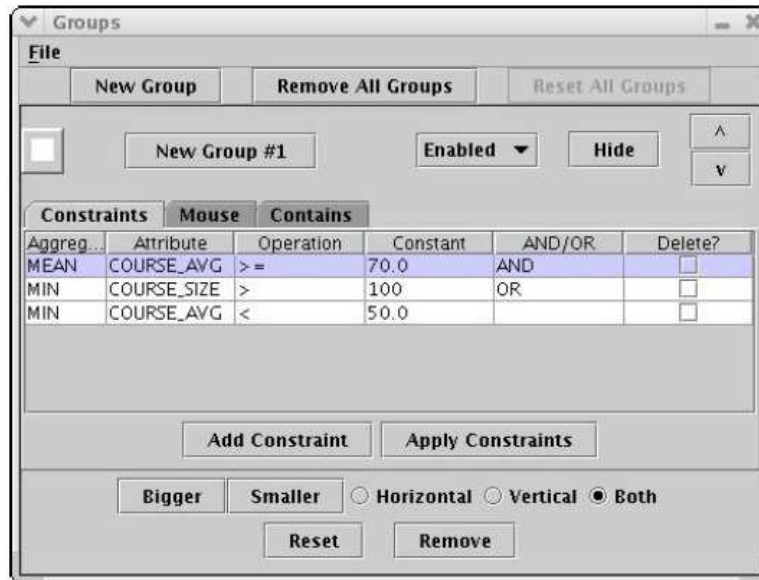 Groups
File
New Group Remove All Groups Reset All Groups
New Group #1 Enabled Hide ^
v
Constraints Mouse Contains
Aggreg... Attribute Operation Constant AND/OR Delete?
MEAN COURSE_AVG >= 70.0 AND
MIN COURSE_SIZE > 100 OR
MIN COURSE_AVG < 50.0
Add Constraint Apply Constraints
Bigger Smaller Horizontal Vertical Both
Reset Remove